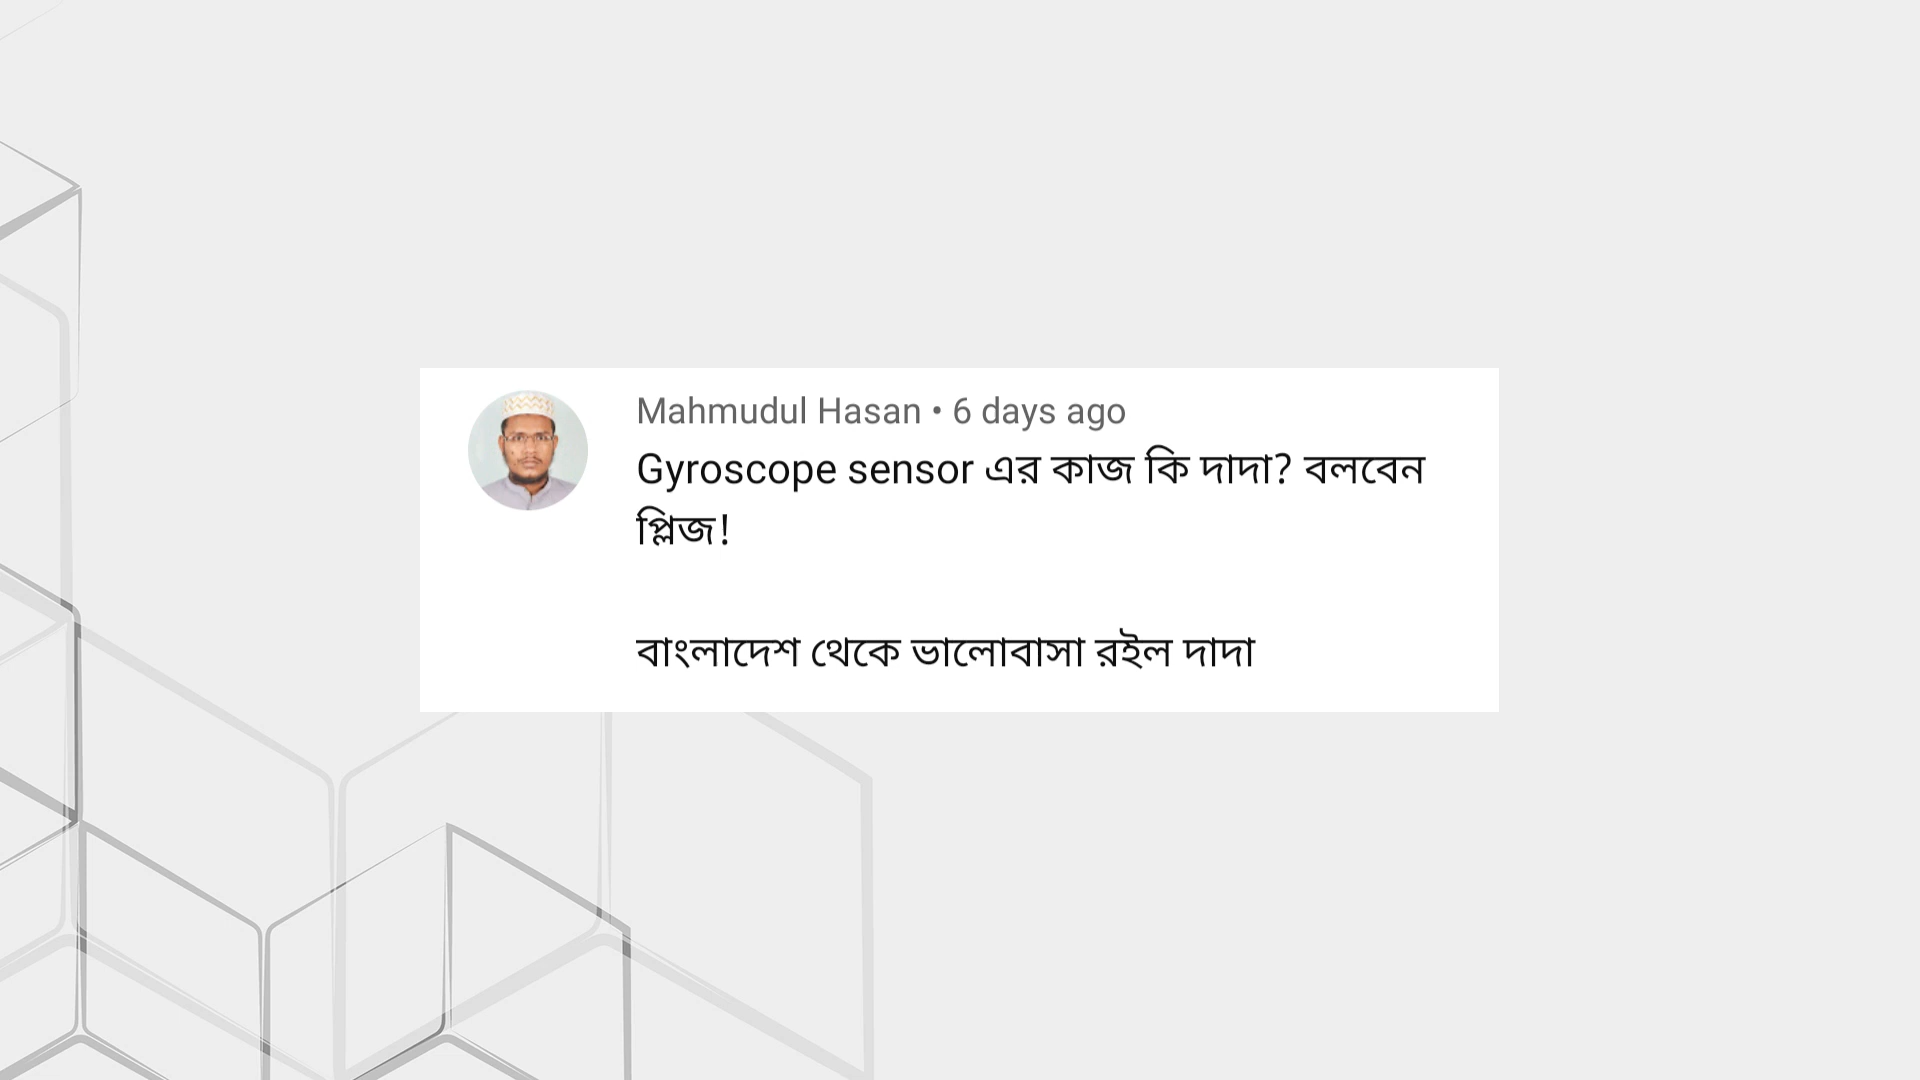 Mahmudul Hasan • 6 days ago
Gyroscope sensor এর কাজ কি দাদা? বলবেন
প্লিজ!
বাংলাদেশ থেকে ভালোবাসা রইল দাদা